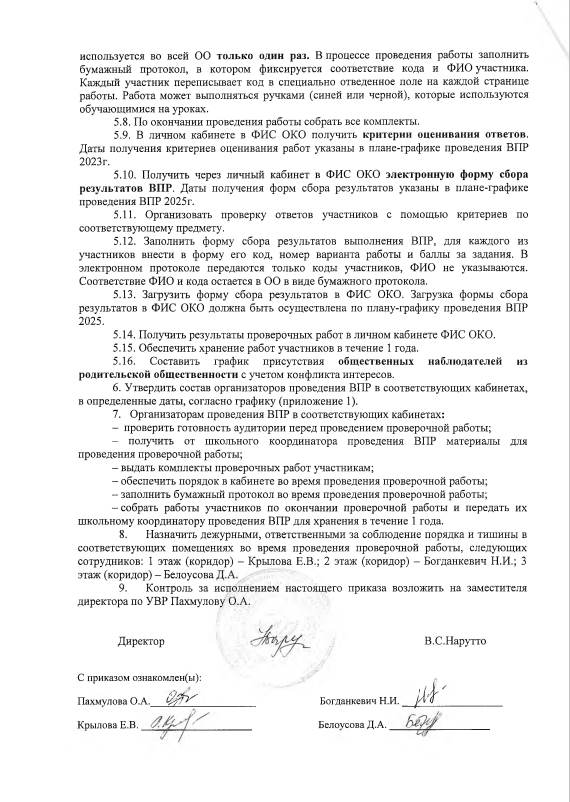 используется во всей ОО только один раз. В процессе проведения работы заполнить
бумажный протокол, в котором фиксируется соответствие кода и ФИО участника.
Каждый участник переписывает код в специально отведенное поле на каждой странице
работы. Работа может выполняться ручками (синей или черной), которые используются
обучающимися на уроках.
5.8. По окончании проведения работы собрать все комплекты.
5.9. В личном кабинете в ФИС ОКО получить критерии оценивания ответов.
Даты получения критериев оценивания работ указаны в плане-графике проведения ВПР
2023г.
5.10. Получить через личный кабинет в ФИС ОКО электронную форму сбора
результатов ВПР. Даты получения форм сбора результатов указаны в плане-графике
проведения ВПР 2025г.
5.11. Организовать проверку ответов участников с помощью критериев по
соответствующему предмету.
5.12. Заполнить форму сбора результатов выполнения ВПР, для каждого из
участников внести в форму его код, номер варианта работы и баллы за задания. В
электронном протоколе передаются только коды участников, ФИО не указываются.
Соответствие ФИО и кода остается в ОО в виде бумажного протокола.
5.13. Загрузить форму сбора результатов в ФИС ОКО. Загрузка формы сбора
результатов в ФИС ОКО должна быть осуществлена по плану-графику проведения ВПР
2025.
5.14. Получить результаты проверочных работ в личном кабинете ФИС ОКО.
5.15. Обеспечить хранение работ участников в течение 1 года.
5.16. Составить график присутствия общественных наблюдателей из
родительской общественности с учетом конфликта интересов.
6. Утвердить состав организаторов проведения ВПР в соответствующих кабинетах,
в определенные даты, согласно графику (приложение 1).
7. Организаторам проведения ВПР в соответствующих кабинетах:
– проверить готовность аудитории перед проведением проверочной работы;
– получить от школьного координатора проведения ВПР материалы для
проведения проверочной работы;
– выдать комплекты проверочных работ участникам;
– обеспечить порядок в кабинете во время проведения проверочной работы;
– заполнить бумажный протокол во время проведения проверочной работы;
– собрать работы участников по окончании проверочной работы и передать их
школьному координатору проведения ВПР для хранения в течение 1 года.
8. Назначить дежурными, ответственными за соблюдение порядка и тишины в
соответствующих помещениях во время проведения проверочной работы, следующих
сотрудников: 1 этаж (коридор) – Крылова Е.В.; 2 этаж (коридор) – Богданкевич Н.И.; 3
этаж (коридор) – Белоусова Д.А.
9. Контроль за исполнением настоящего приказа возложить на заместителя
директора по УВР Пахмулову О.А.
Директор В.С.Нарутто
С приказом ознакомлен(ы):
Пахмулова О.А. Богданкевич Н.И.
Крылова Е.В. Белоусова Д.А.